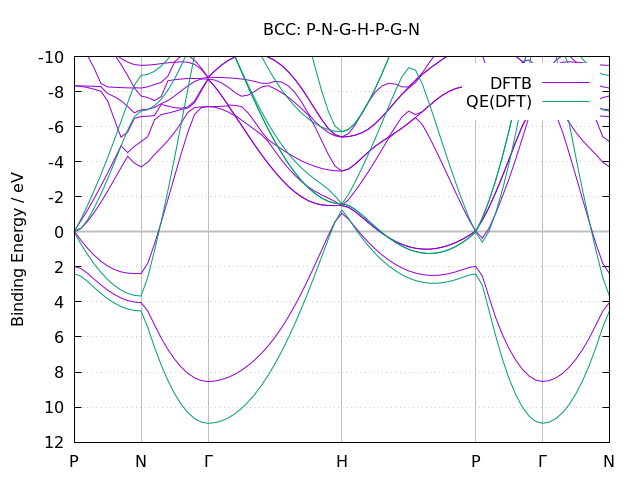 BCC: P-N-G-H-P-G-N
Binding Energy / eV
-10
-8
-6
-4
-2
0
2
4
6
8
10
12
DFTB
QE(DFT)
P N Γ H P Γ N